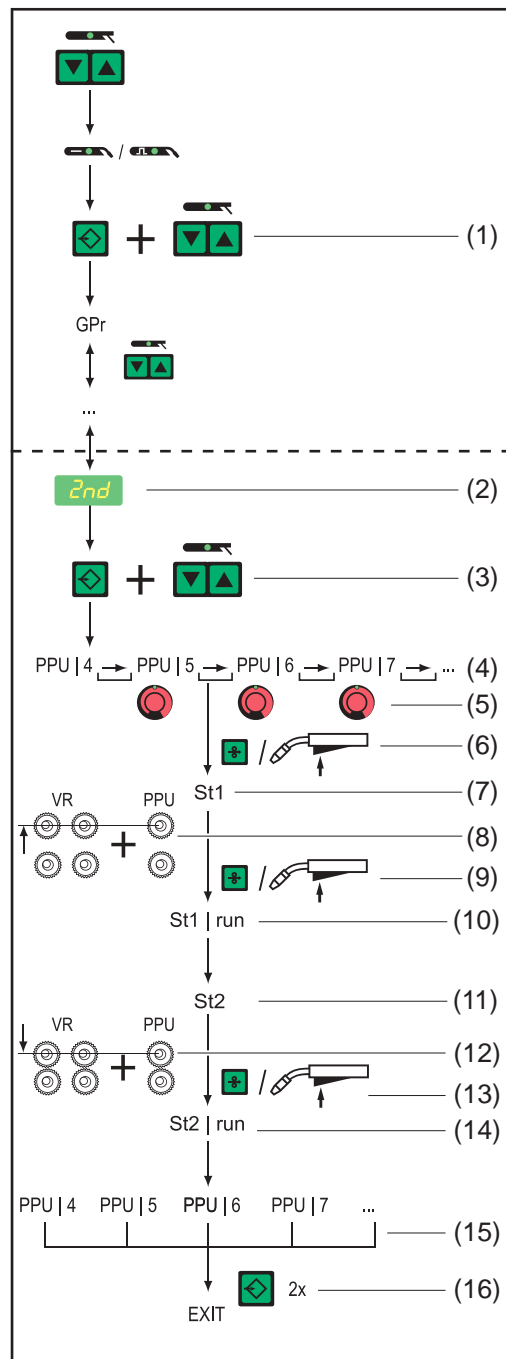 (1)
GPr
...
2nd
(2)
(3)
PPU | 4 PPU | 5 PPU | 6 PPU | 7 ... (4)
(5)
/ (6)
St1 (7)
VR PPU
(8)
/ (9)
St1 | run (10)
St2 (11)
VR PPU
(12)
/ (13)
St2 | run (14)
PPU | 4 PPU | 5 PPU | 6 PPU | 7 ...
(15)
2x (16)
EXIT